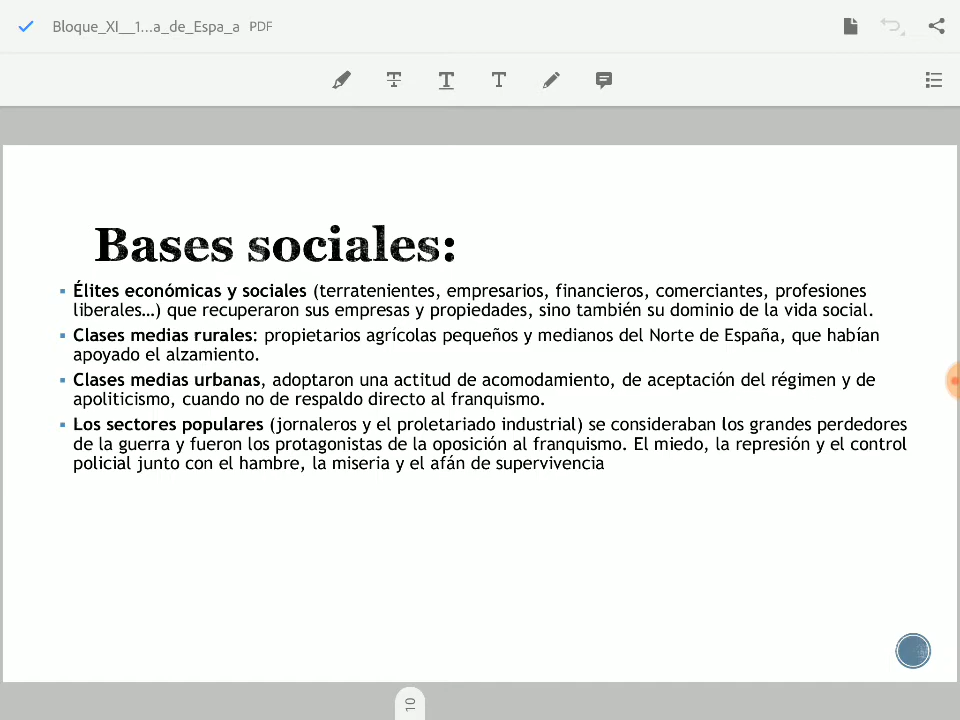 Bloque_XI__1...a_de_Espa_a PDF
Bases sociales:
▪ Élites económicas y sociales (terratenientes, empresarios, financieros, comerciantes, profesiones
liberales...) que recuperaron sus empresas y propiedades, sino también su dominio de la vida social.
▪ Clases medias rurales: propietarios agrícolas pequeños y medianos del Norte de España, que habían
apoyado el alzamiento.
▪ Clases medias urbanas, adoptaron una actitud de acomodamiento, de aceptación del régimen y de
apoliticismo, cuando no de respaldo directo al franquismo.
▪ Los sectores populares (jornaleros y el proletariado industrial) se consideraban los grandes perdedores
de la guerra y fueron los protagonistas de la oposición al franquismo. El miedo, la represión y el control
policial junto con el hambre, la miseria y el afán de supervivencia
10